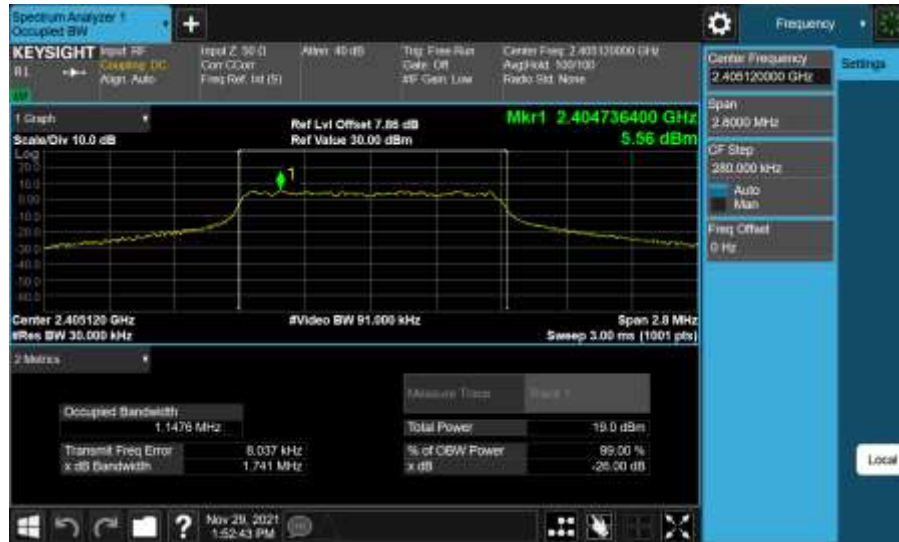 Spectrum Analyzer 1
Occupied BW
Frequency
KEYSIGHT
Input: RF
Coupling: DC
Align: Auto
Input Z: 50 Ω
Corr CCorr
Freq Ref: Int (S)
Atten: 40 dB
Trig: Free Run
Gate: Off
#IF Gain: Low
Center Freq: 2.405120000 GHz
Avg|Hold: 100/100
Radio Std: None
Center Frequency
2.405120000 GHz
Settings
Span
2.8000 MHz
CF Step
280.000 kHz
Auto
Man
Freq Offset
0 Hz
Local
1 Graph
Scale/Div 10.0 dB
Ref Lvl Offset 7.86 dB
Ref Value 30.00 dBm
Mkr1 2.404736400 GHz
5.56 dBm
Log
20.0
10.0
0.00
-10.0
-20.0
-30.0
-40.0
-50.0
-60.0
1
Center 2.405120 GHz
#Video BW 91.000 kHz
Span 2.8 MHz
#Res BW 30.000 kHz
Sweep 3.00 ms (1001 pts)
2 Metrics
Measure Trace
Trace 1
Occupied Bandwidth
1.1476 MHz
Total Power
19.0 dBm
Transmit Freq Error
8.037 kHz
% of OBW Power
99.00 %
x dB Bandwidth
1.741 MHz
x dB
-26.00 dB
?
Nov 29, 2021
1:52:43 PM